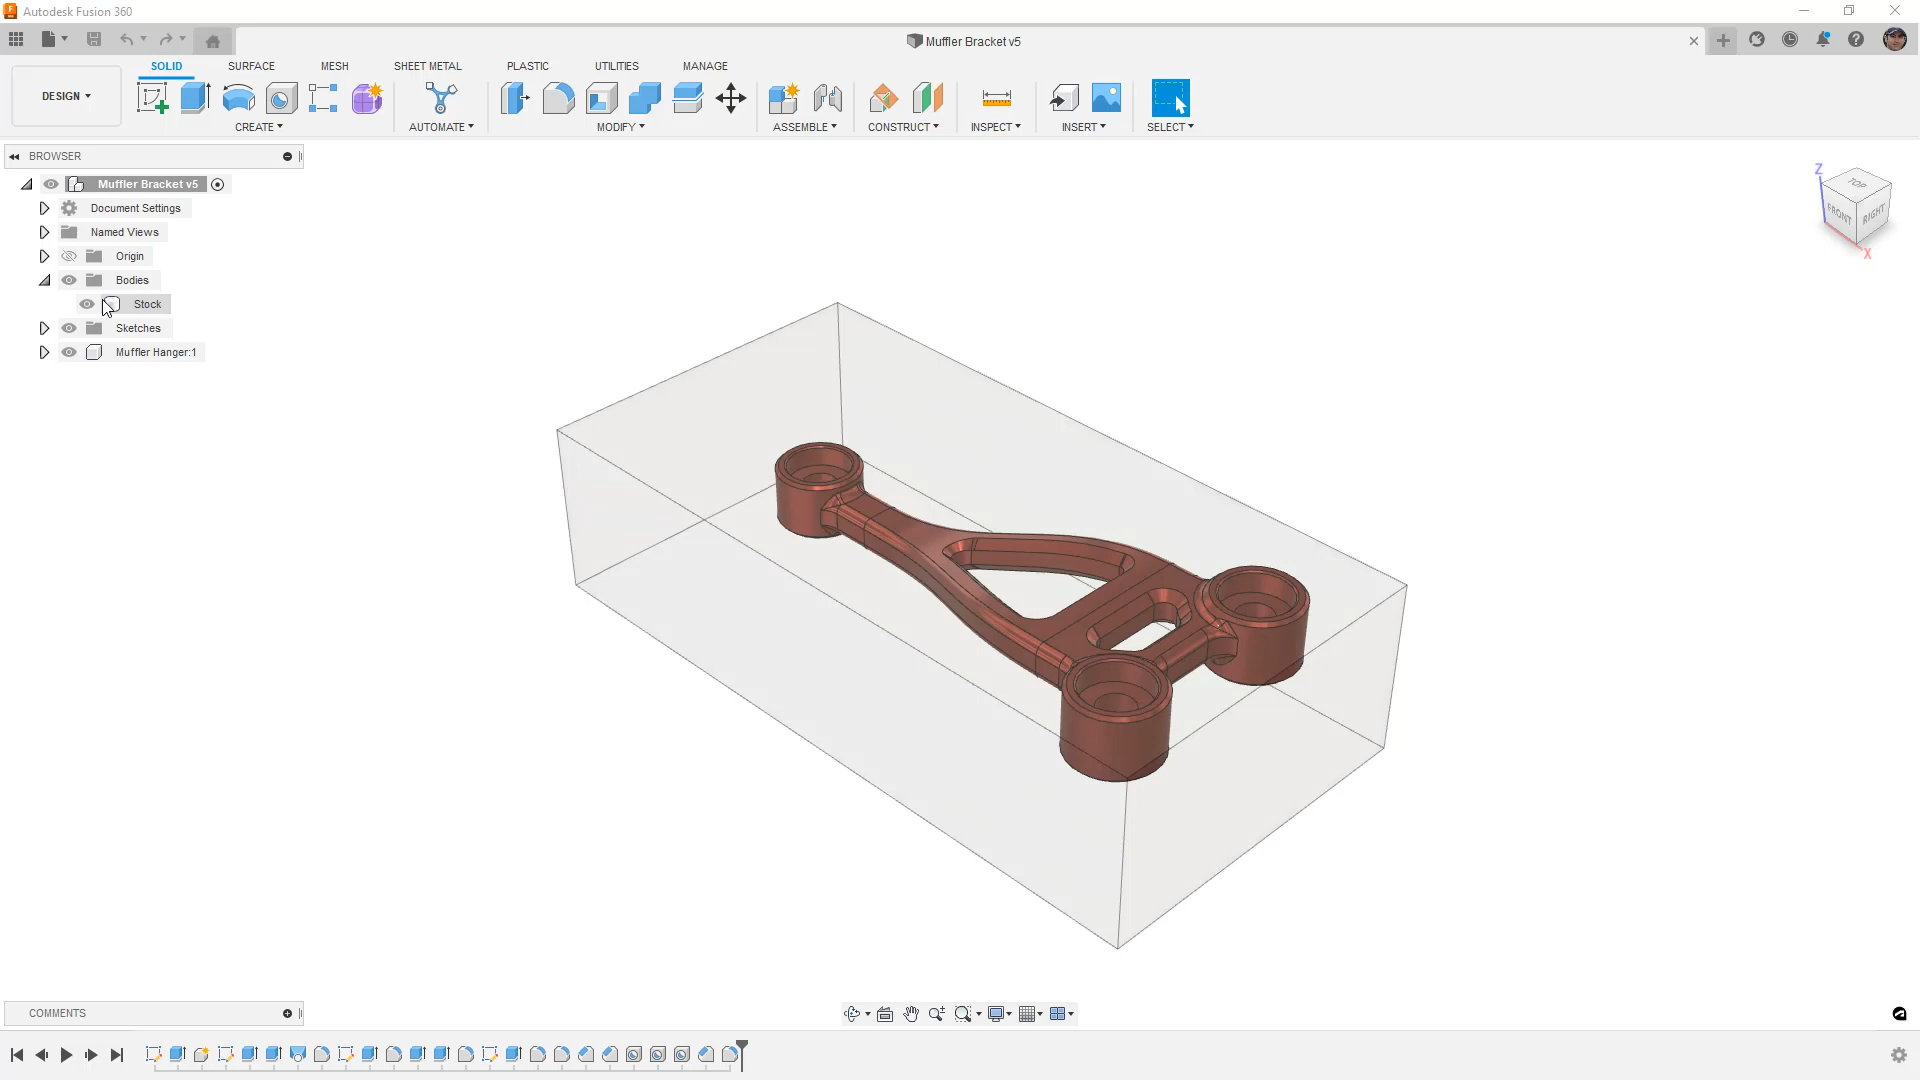 Autodesk Fusion 360
Muffler Bracket v5
SOLID SURFACE MESH SHEET METAL PLASTIC UTILITIES MANAGE
DESIGN
CREATE AUTOMATE MODIFY ASSEMBLE CONSTRUCT INSPECT INSERT SELECT
BROWSER
Muffler Bracket v5
Document Settings
Named Views
Origin
Bodies
Stock
Sketches
Muffler Hanger:1
Z
TOP
FRONT RIGHT
X
COMMENTS